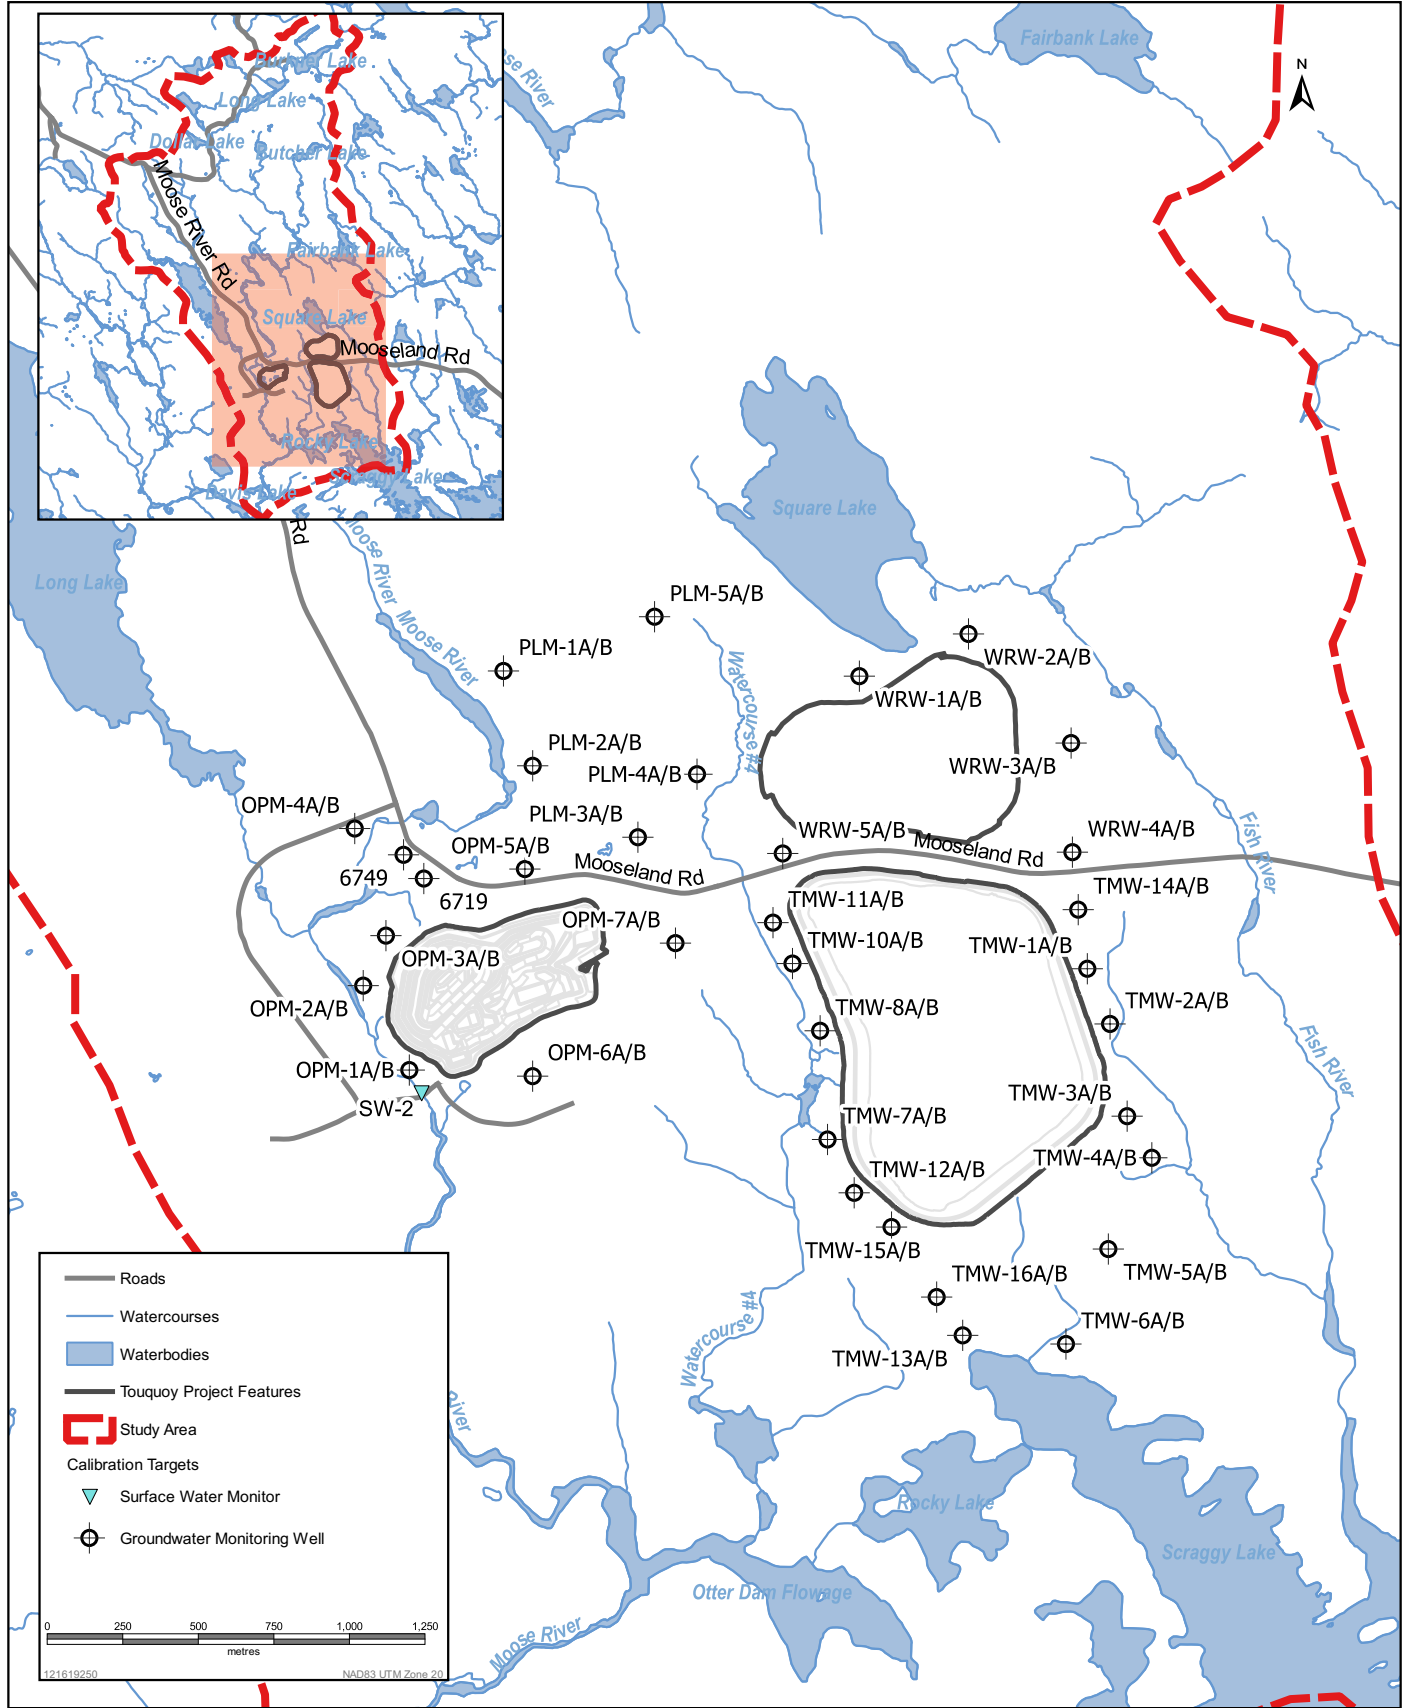 Burkner Lake
Long Lake
Dollar Lake
Butcher Lake
Moose River Rd
Fairbank Lake
Square Lake
Mooseland Rd
Rocky Lake
Scraggy Lake
Davis Lake
Fairbank Lake
N
Square Lake
Long Lake
Rd
Moose River
Moose River
PLM-5A/B
PLM-1A/B
WRW-2A/B
Watercourse #4
WRW-1A/B
PLM-2A/B
PLM-4A/B
WRW-3A/B
OPM-4A/B
PLM-3A/B
OPM-5A/B
WRW-5A/B
WRW-4A/B
Mooseland Rd
Mooseland Rd
Fish River
6749
6719
TMW-14A/B
TMW-11A/B
OPM-7A/B
TMW-10A/B
TMW-1A/B
OPM-3A/B
OPM-2A/B
TMW-8A/B
TMW-2A/B
Fish River
OPM-1A/B
OPM-6A/B
SW-2
TMW-3A/B
TMW-7A/B
TMW-4A/B
TMW-12A/B
TMW-15A/B
TMW-16A/B
TMW-5A/B
TMW-6A/B
TMW-13A/B
Watercourse #4
River
Rocky Lake
Scraggy Lake
Otter Dam Flowage
Moose River
Roads
Watercourses
Waterbodies
Touquoy Project Features
Study Area
Calibration Targets
Surface Water Monitor
Groundwater Monitoring Well
0 250 500 750 1,000 1,250
metres
121619250
NAD83 UTM Zone 20